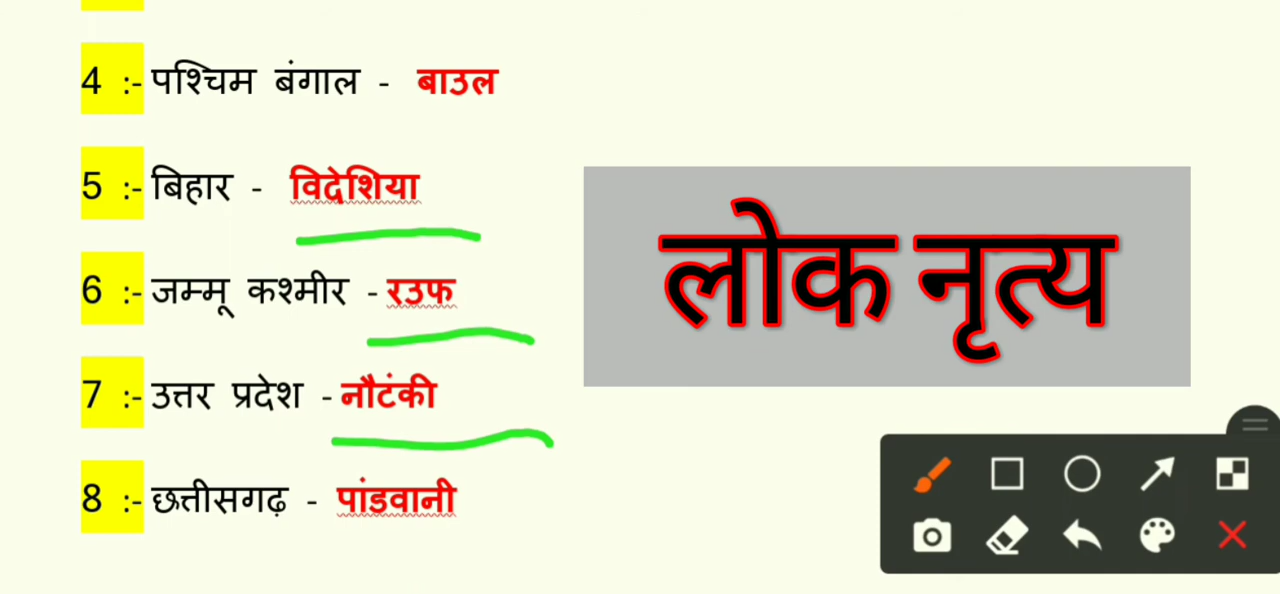 4 :- पश्चिम बंगाल - बाउल
5 :- बिहार - विदेशिया
6 :- जम्मू कश्मीर - रउफ
7 :- उत्तर प्रदेश - नौटंकी
8 :- छत्तीसगढ़ - पांडवानी
लोक नृत्य